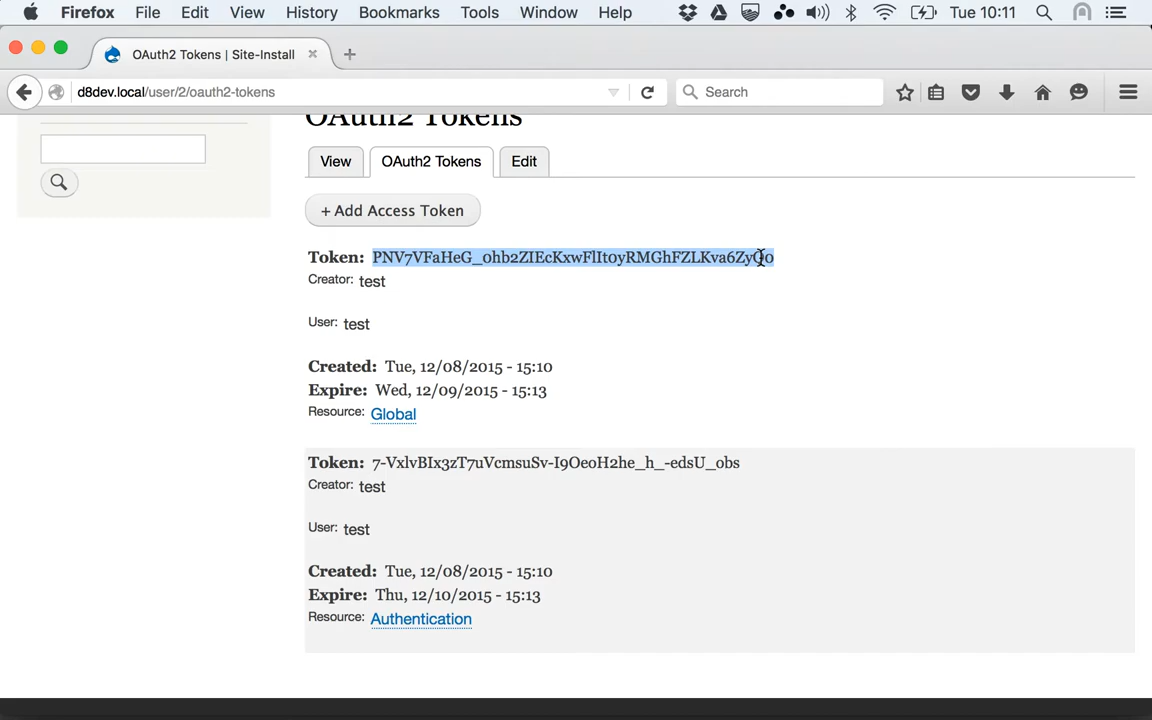 Firefox File Edit View History Bookmarks Tools Window Help Tue 10:11
OAuth2 Tokens | Site-Install
d8dev.local/user/2/oauth2-tokens Search
OAuth2 Tokens
View OAuth2 Tokens Edit
+ Add Access Token
Token: PNV7VFaHeG_0hb2ZIEcKxwFlIt0yRMGhFZLKva6ZyQ0
Creator: test
User: test
Created: Tue, 12/08/2015 - 15:10
Expire: Wed, 12/09/2015 - 15:13
Resource: Global
Token: 7-VxlvBIx3zT7uVcmsuSv-I9OeoH2he_h_-edsU_obs
Creator: test
User: test
Created: Tue, 12/08/2015 - 15:10
Expire: Thu, 12/10/2015 - 15:13
Resource: Authentication